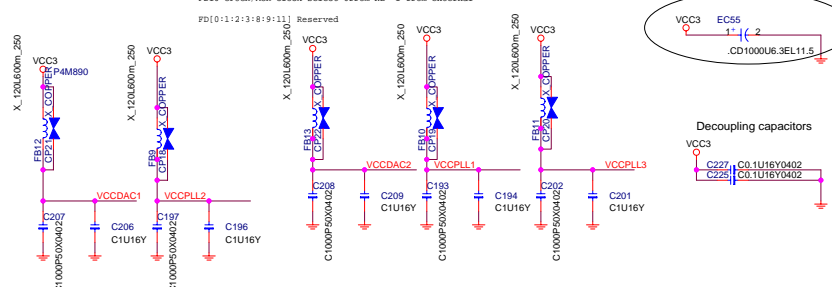 FD[0:1:2:3:8:9:11] Reserved
VCC3
EC55
1+
2
.CD1000U6.3EL11.5
X_120L600m_250
VCC3
P4M890
X_COPPER
FB12
CP21
VCCDAC1
C207
C1000P50X0402
C206
C1U16Y
X_120L600m_250
VCC3
X_COPPER
FB9
CP18
VCCPLL2
C197
C1000P50X0402
C196
C1U16Y
X_120L600m_250
VCC3
X_COPPER
FB13
CP22
VCCDAC2
C208
C1000P50X0402
C209
C1U16Y
X_120L600m_250
VCC3
X_COPPER
FB10
CP19
VCCPLL1
C193
C1000P50X0402
C194
C1U16Y
X_120L600m_250
VCC3
X_COPPER
FB11
CP20
VCCPLL3
C202
C1000P50X0402
C201
C1U16Y
Decoupling capacitors
VCC3
C227 C0.1U16Y0402
C225 C0.1U16Y0402